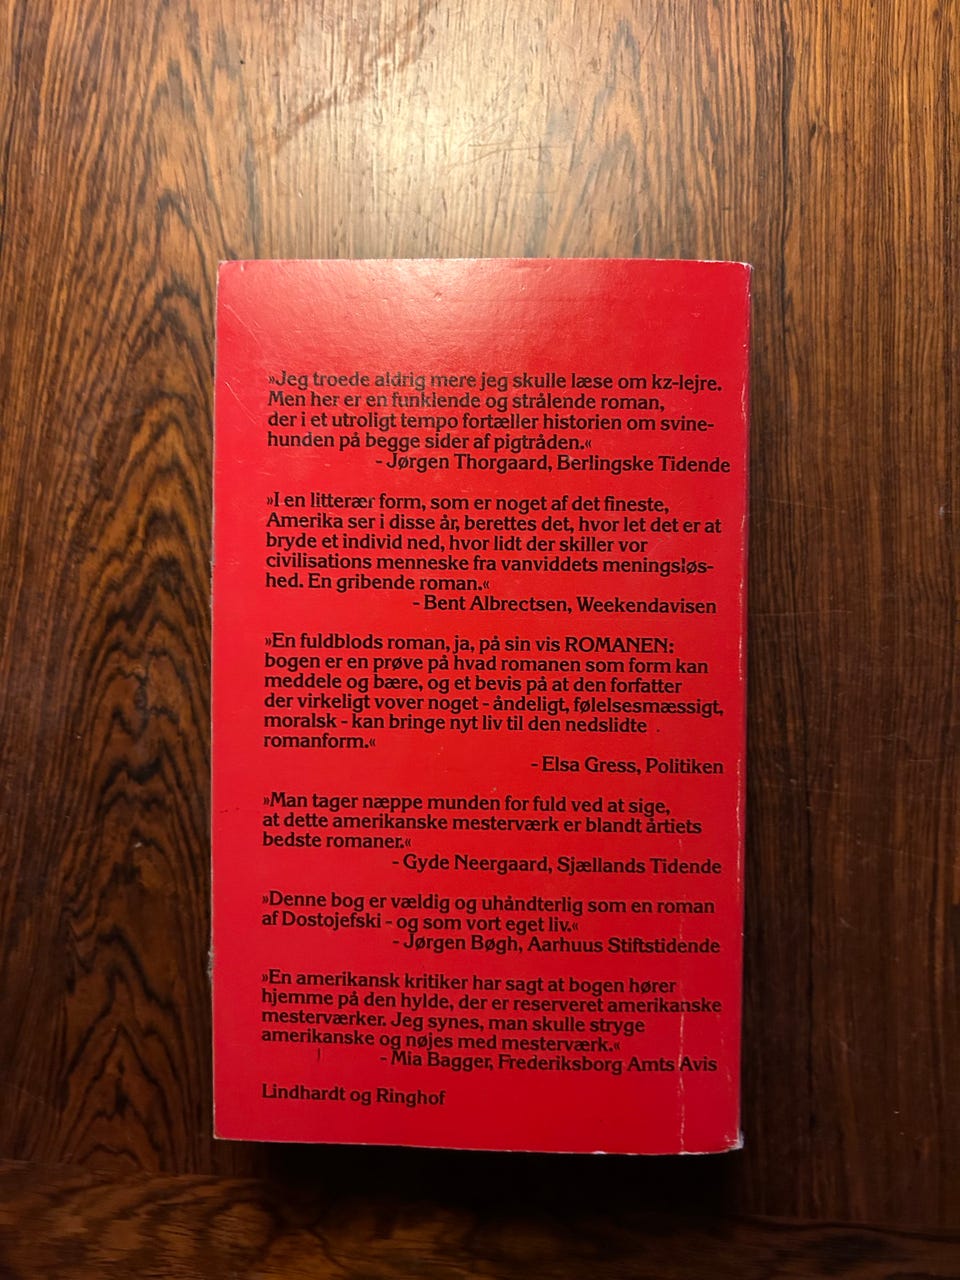 »Jeg troede aldrig mere jeg skulle læse om kz-lejre.
Men her er en funklende og strålende roman,
der i et utroligt tempo fortæller historien om svine-
hunden på begge sider af pigtråden.«
- Jørgen Thorgaard, Berlingske Tidende
»I en litterær form, som er noget af det fineste,
Amerika ser i disse år, berettes det, hvor let det er at
bryde et individ ned, hvor lidt der skiller vor
civilisations menneske fra vanviddets meningsløs-
hed. En gribende roman.«
- Bent Albrectsen, Weekendavisen
»En fuldblods roman, ja, på sin vis ROMANEN:
bogen er en prøve på hvad romanen som form kan
meddele og bære, og et bevis på at den forfatter
der virkeligt vover noget - åndeligt, følelsesmæssigt,
moralsk - kan bringe nyt liv til den nedslidte
romanform.«
- Elsa Gress, Politiken
»Man tager næppe munden for fuld ved at sige,
at dette amerikanske mesterværk er blandt årtiets
bedste romaner.«
- Gyde Neergaard, Sjællands Tidende
»Denne bog er vældig og uhåndterlig som en roman
af Dostojefski - og som vort eget liv.«
- Jørgen Bøgh, Aarhuus Stiftstidende
»En amerikansk kritiker har sagt at bogen hører
hjemme på den hylde, der er reserveret amerikanske
mesterværker. Jeg synes, man skulle stryge
amerikanske og nøjes med mesterværk.«
- Mia Bagger, Frederiksborg Amts Avis
Lindhardt og Ringhof